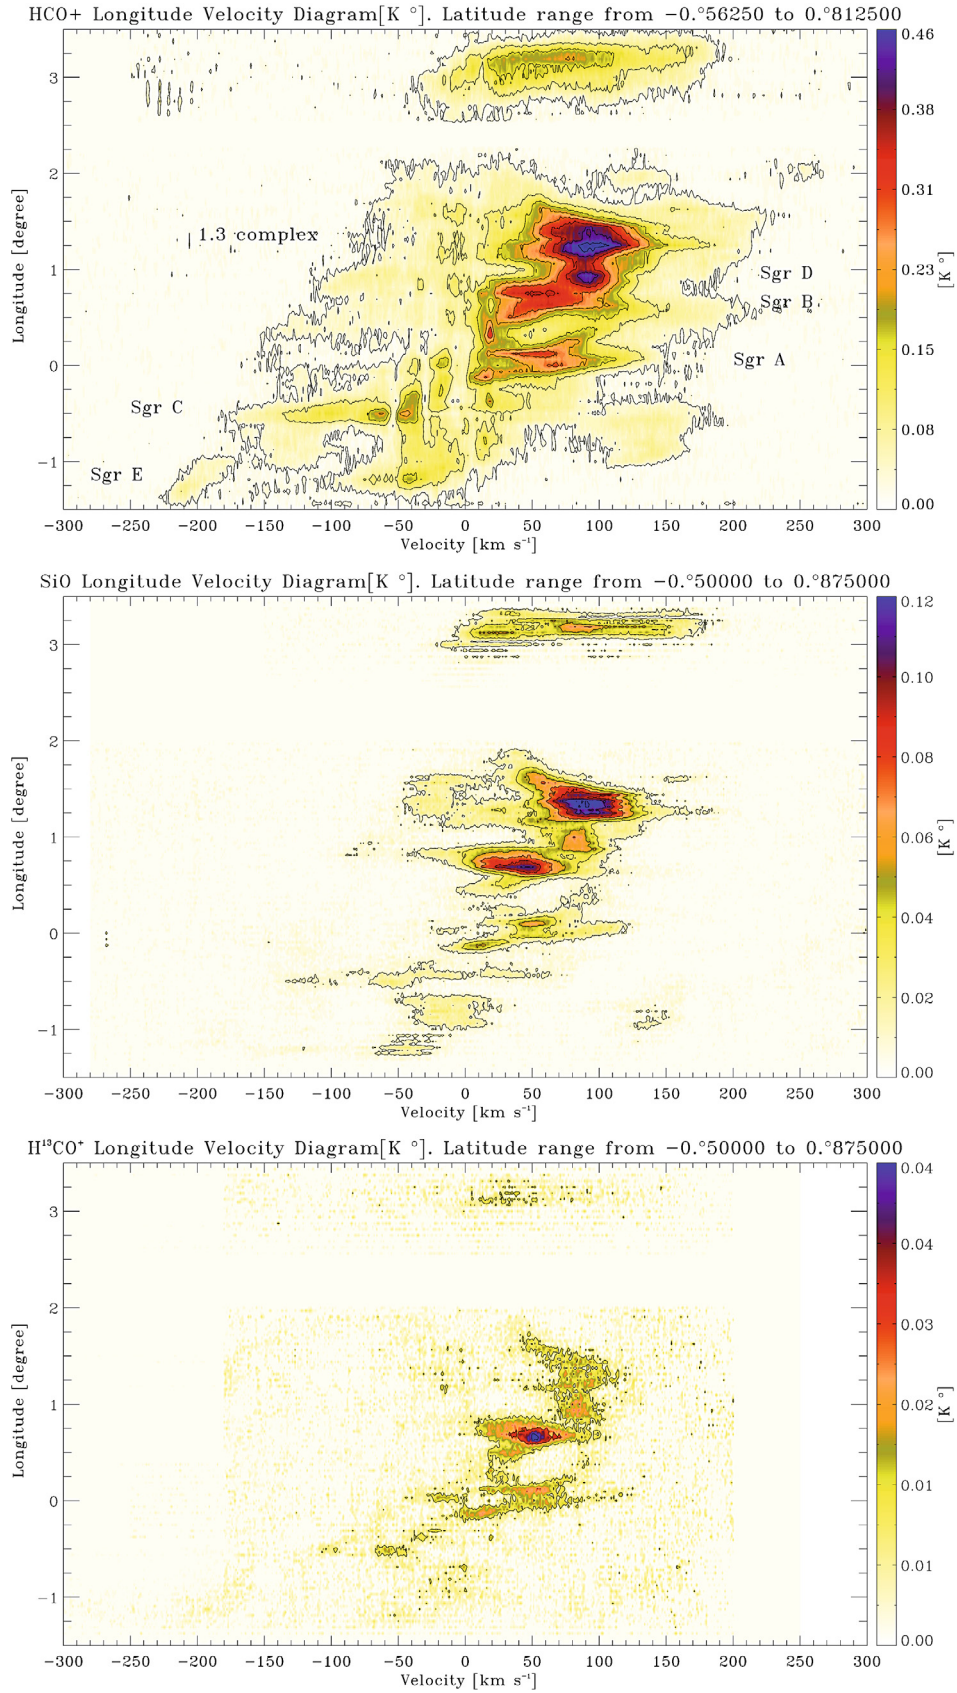 HCO+ Longitude Velocity Diagram[K °]. Latitude range from −0.°56250 to 0.°812500
0.46
3
0.38
2
0.31
Longitude [degree]
1.3 complex
1
Sgr D
0.23
[K °]
Sgr B
0
Sgr A
0.15
Sgr C
0.08
−1
Sgr E
0.00
−300 −250 −200 −150 −100 −50 0 50 100 150 200 250 300
Velocity [km s⁻¹]
SiO Longitude Velocity Diagram[K °]. Latitude range from −0.°50000 to 0.°875000
0.12
3
0.10
2
0.08
Longitude [degree]
1
0.06
[K °]
0
0.04
0.02
−1
0.00
−300 −250 −200 −150 −100 −50 0 50 100 150 200 250 300
Velocity [km s⁻¹]
H¹³CO⁺ Longitude Velocity Diagram[K °]. Latitude range from −0.°50000 to 0.°875000
0.04
3
0.04
2
0.03
Longitude [degree]
1
0.02
[K °]
0
0.01
0.01
−1
0.00
−300 −250 −200 −150 −100 −50 0 50 100 150 200 250 300
Velocity [km s⁻¹]